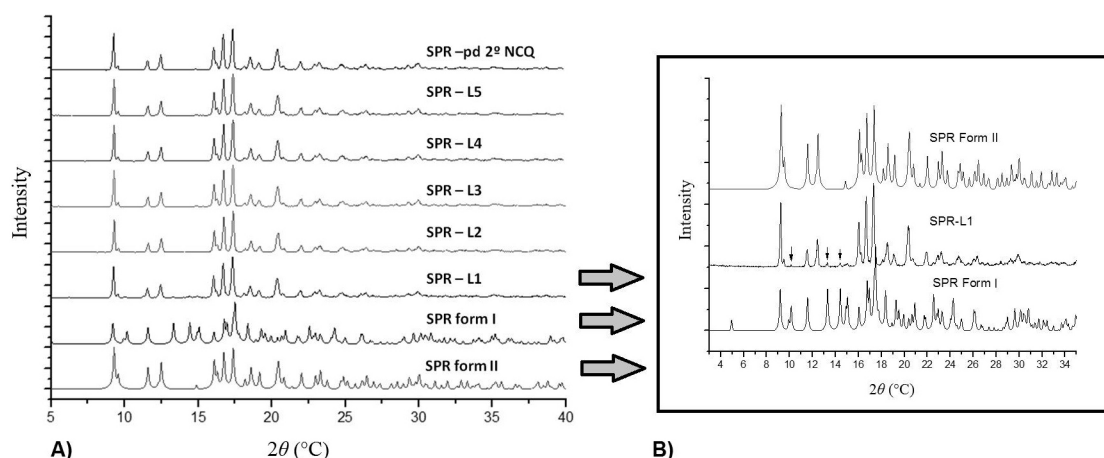 Intensity
SPR –pd 2º NCQ
SPR – L5
SPR – L4
SPR – L3
SPR – L2
SPR – L1
SPR form I
SPR form II
5 10 15 20 25 30 35 40
A) 2θ (°C)
Intensity
SPR Form II
SPR-L1
SPR Form I
4 6 8 10 12 14 16 18 20 22 24 26 28 30 32 34
2θ (°C)
B)